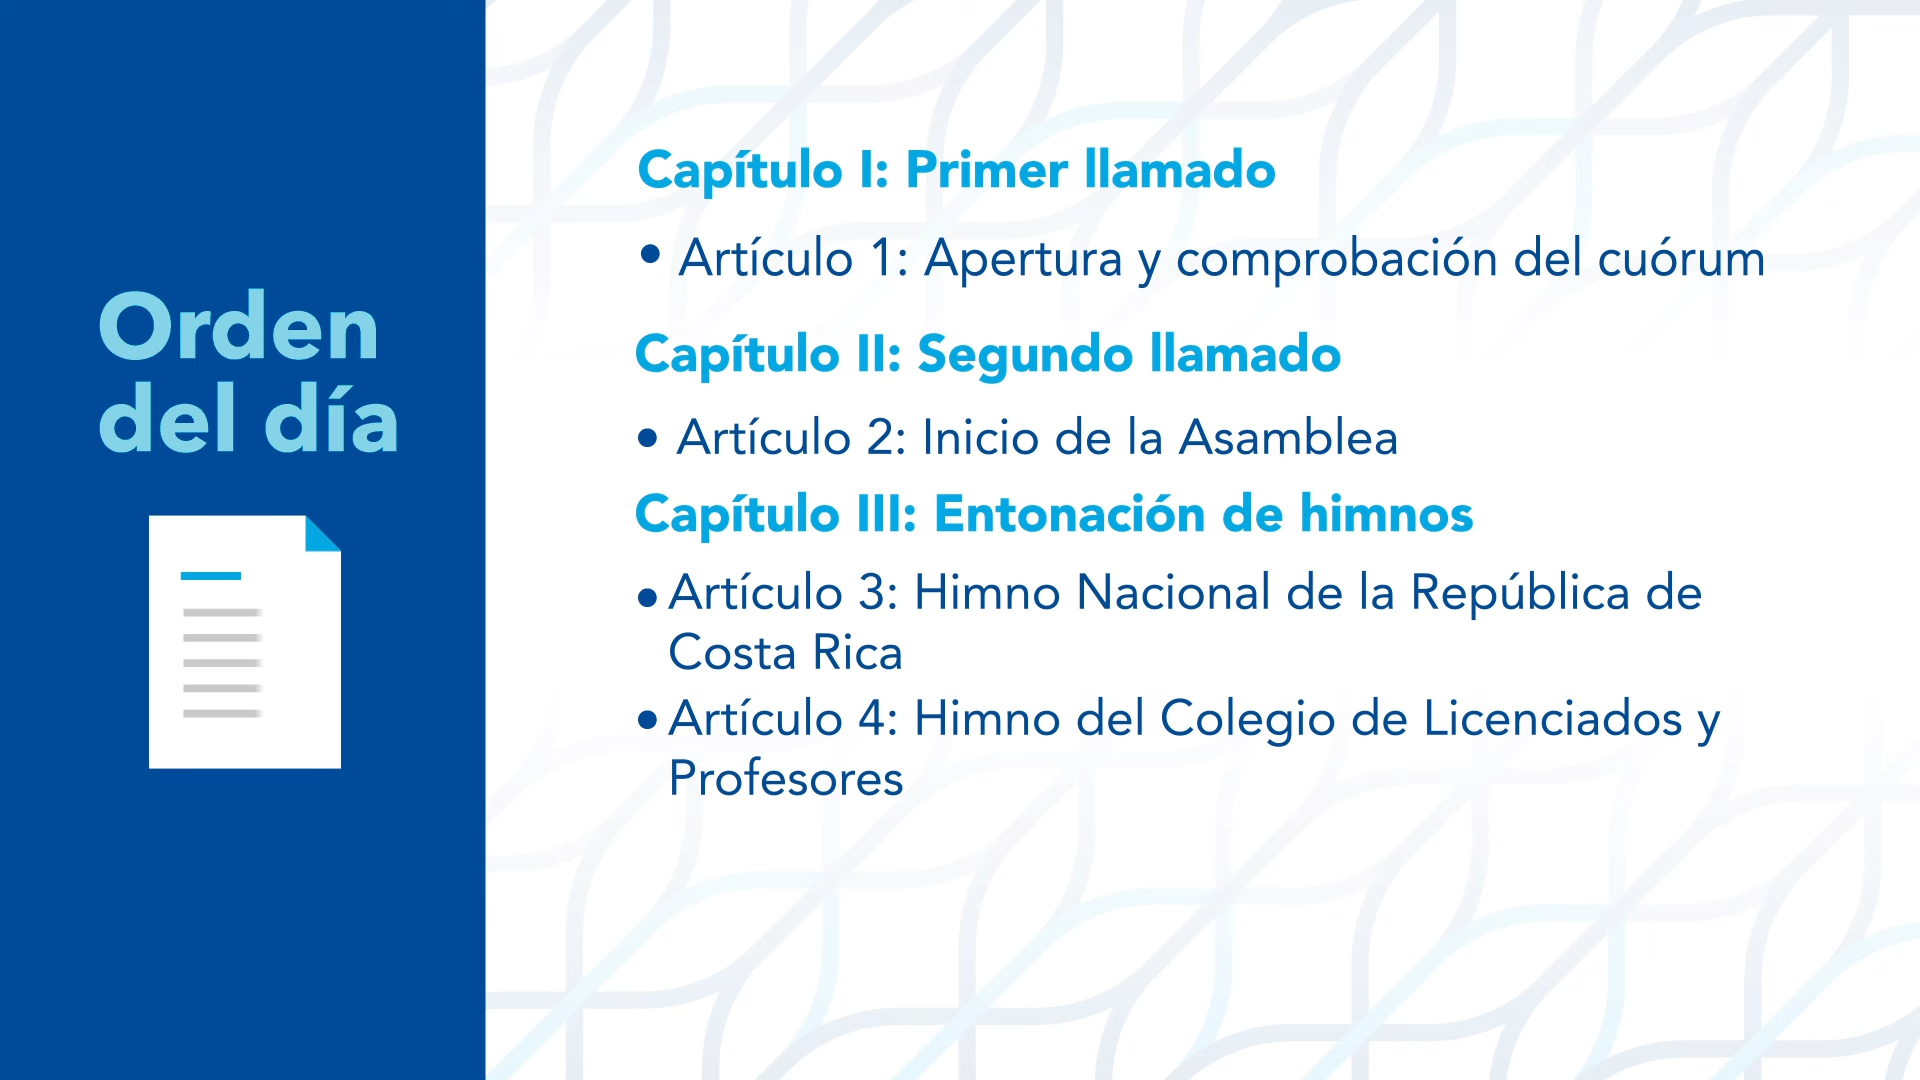 Orden
del día
Capítulo I: Primer llamado
• Artículo 1: Apertura y comprobación del cuórum
Capítulo II: Segundo llamado
• Artículo 2: Inicio de la Asamblea
Capítulo III: Entonación de himnos
• Artículo 3: Himno Nacional de la República de
Costa Rica
• Artículo 4: Himno del Colegio de Licenciados y
Profesores